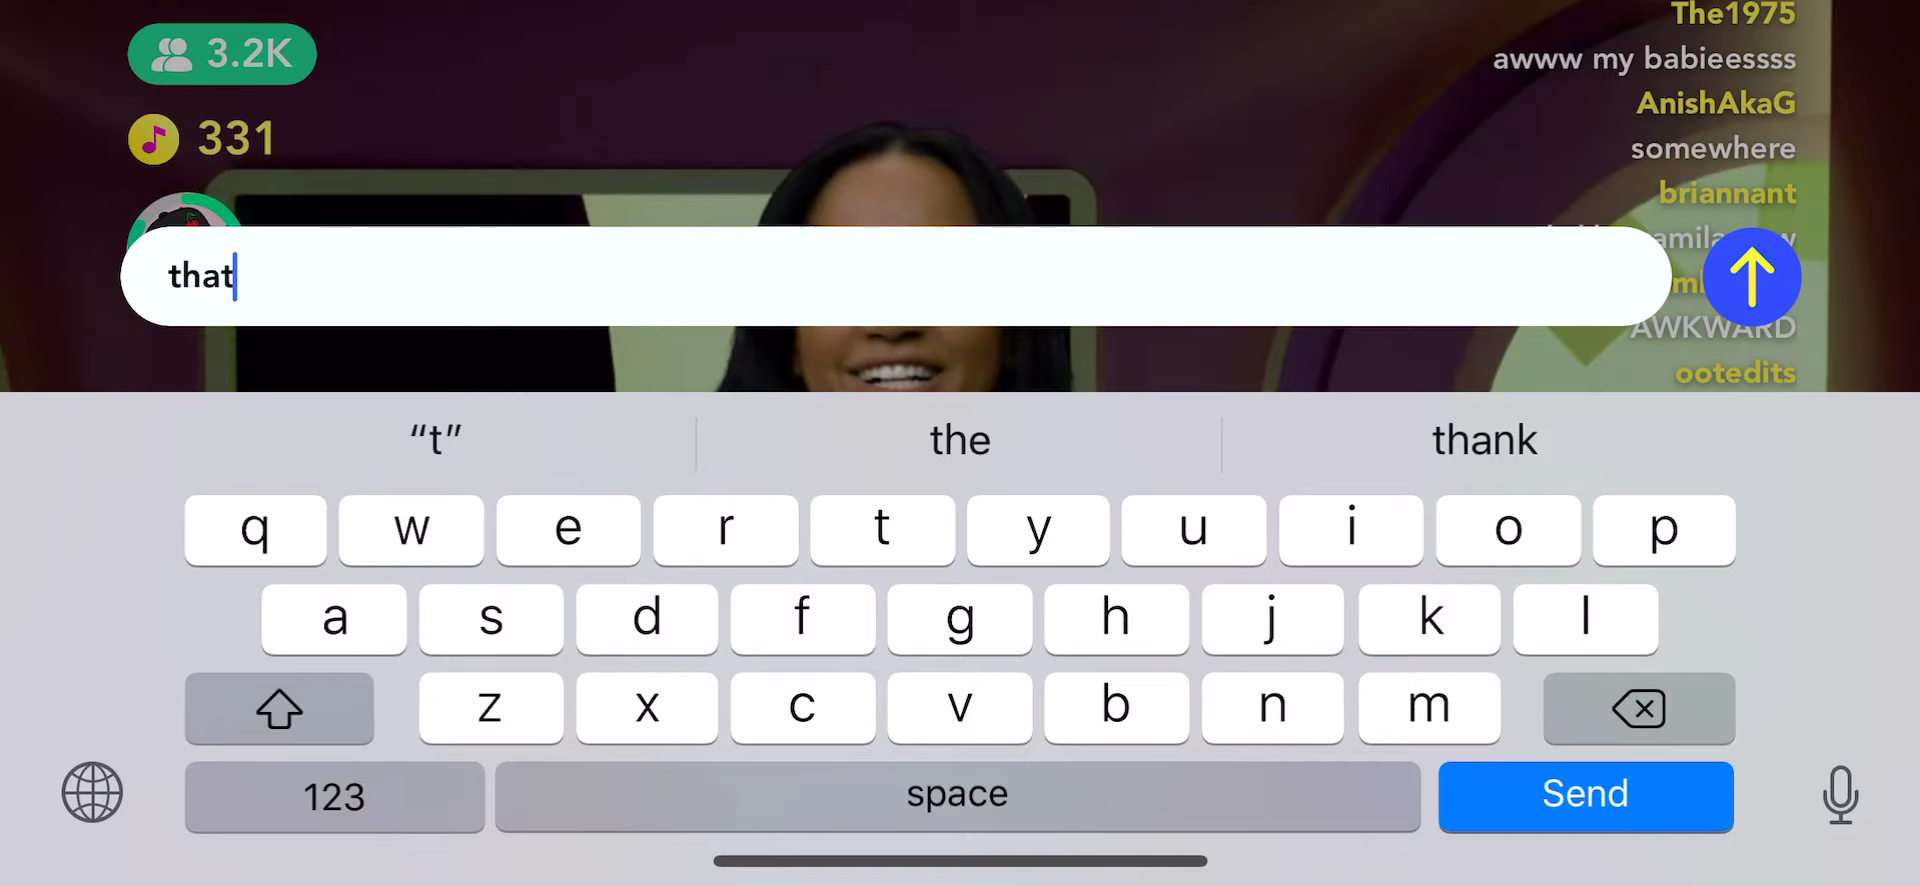 3.2K
331
The1975
awww my babieessss
AnishAkaG
somewhere
briannant
AWKWARD
ootedits
that
“t”
the
thank
q w e r t y u i o p
a s d f g h j k l
z x c v b n m
123
space
Send